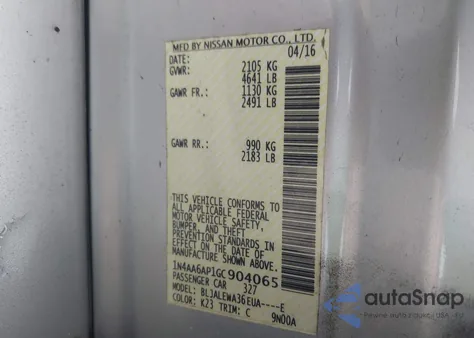 MFD BY NISSAN MOTOR CO., LTD.
DATE: 04/16
GVWR: 2105 KG
4641 LB
GAWR FR.: 1130 KG
2491 LB
GAWR RR.: 990 KG
2183 LB
THIS VEHICLE CONFORMS TO
ALL APPLICABLE FEDERAL
MOTOR VEHICLE SAFETY,
BUMPER, AND THEFT
PREVENTION STANDARDS IN
EFFECT ON THE DATE OF
MANUFACTURE SHOWN ABOVE.
1N4AA6AP1GC904065
PASSENGER CAR 327
MODEL: BLJALEWA36EUA----E
COLOR: K23 TRIM: C 9N00A
autoSnap